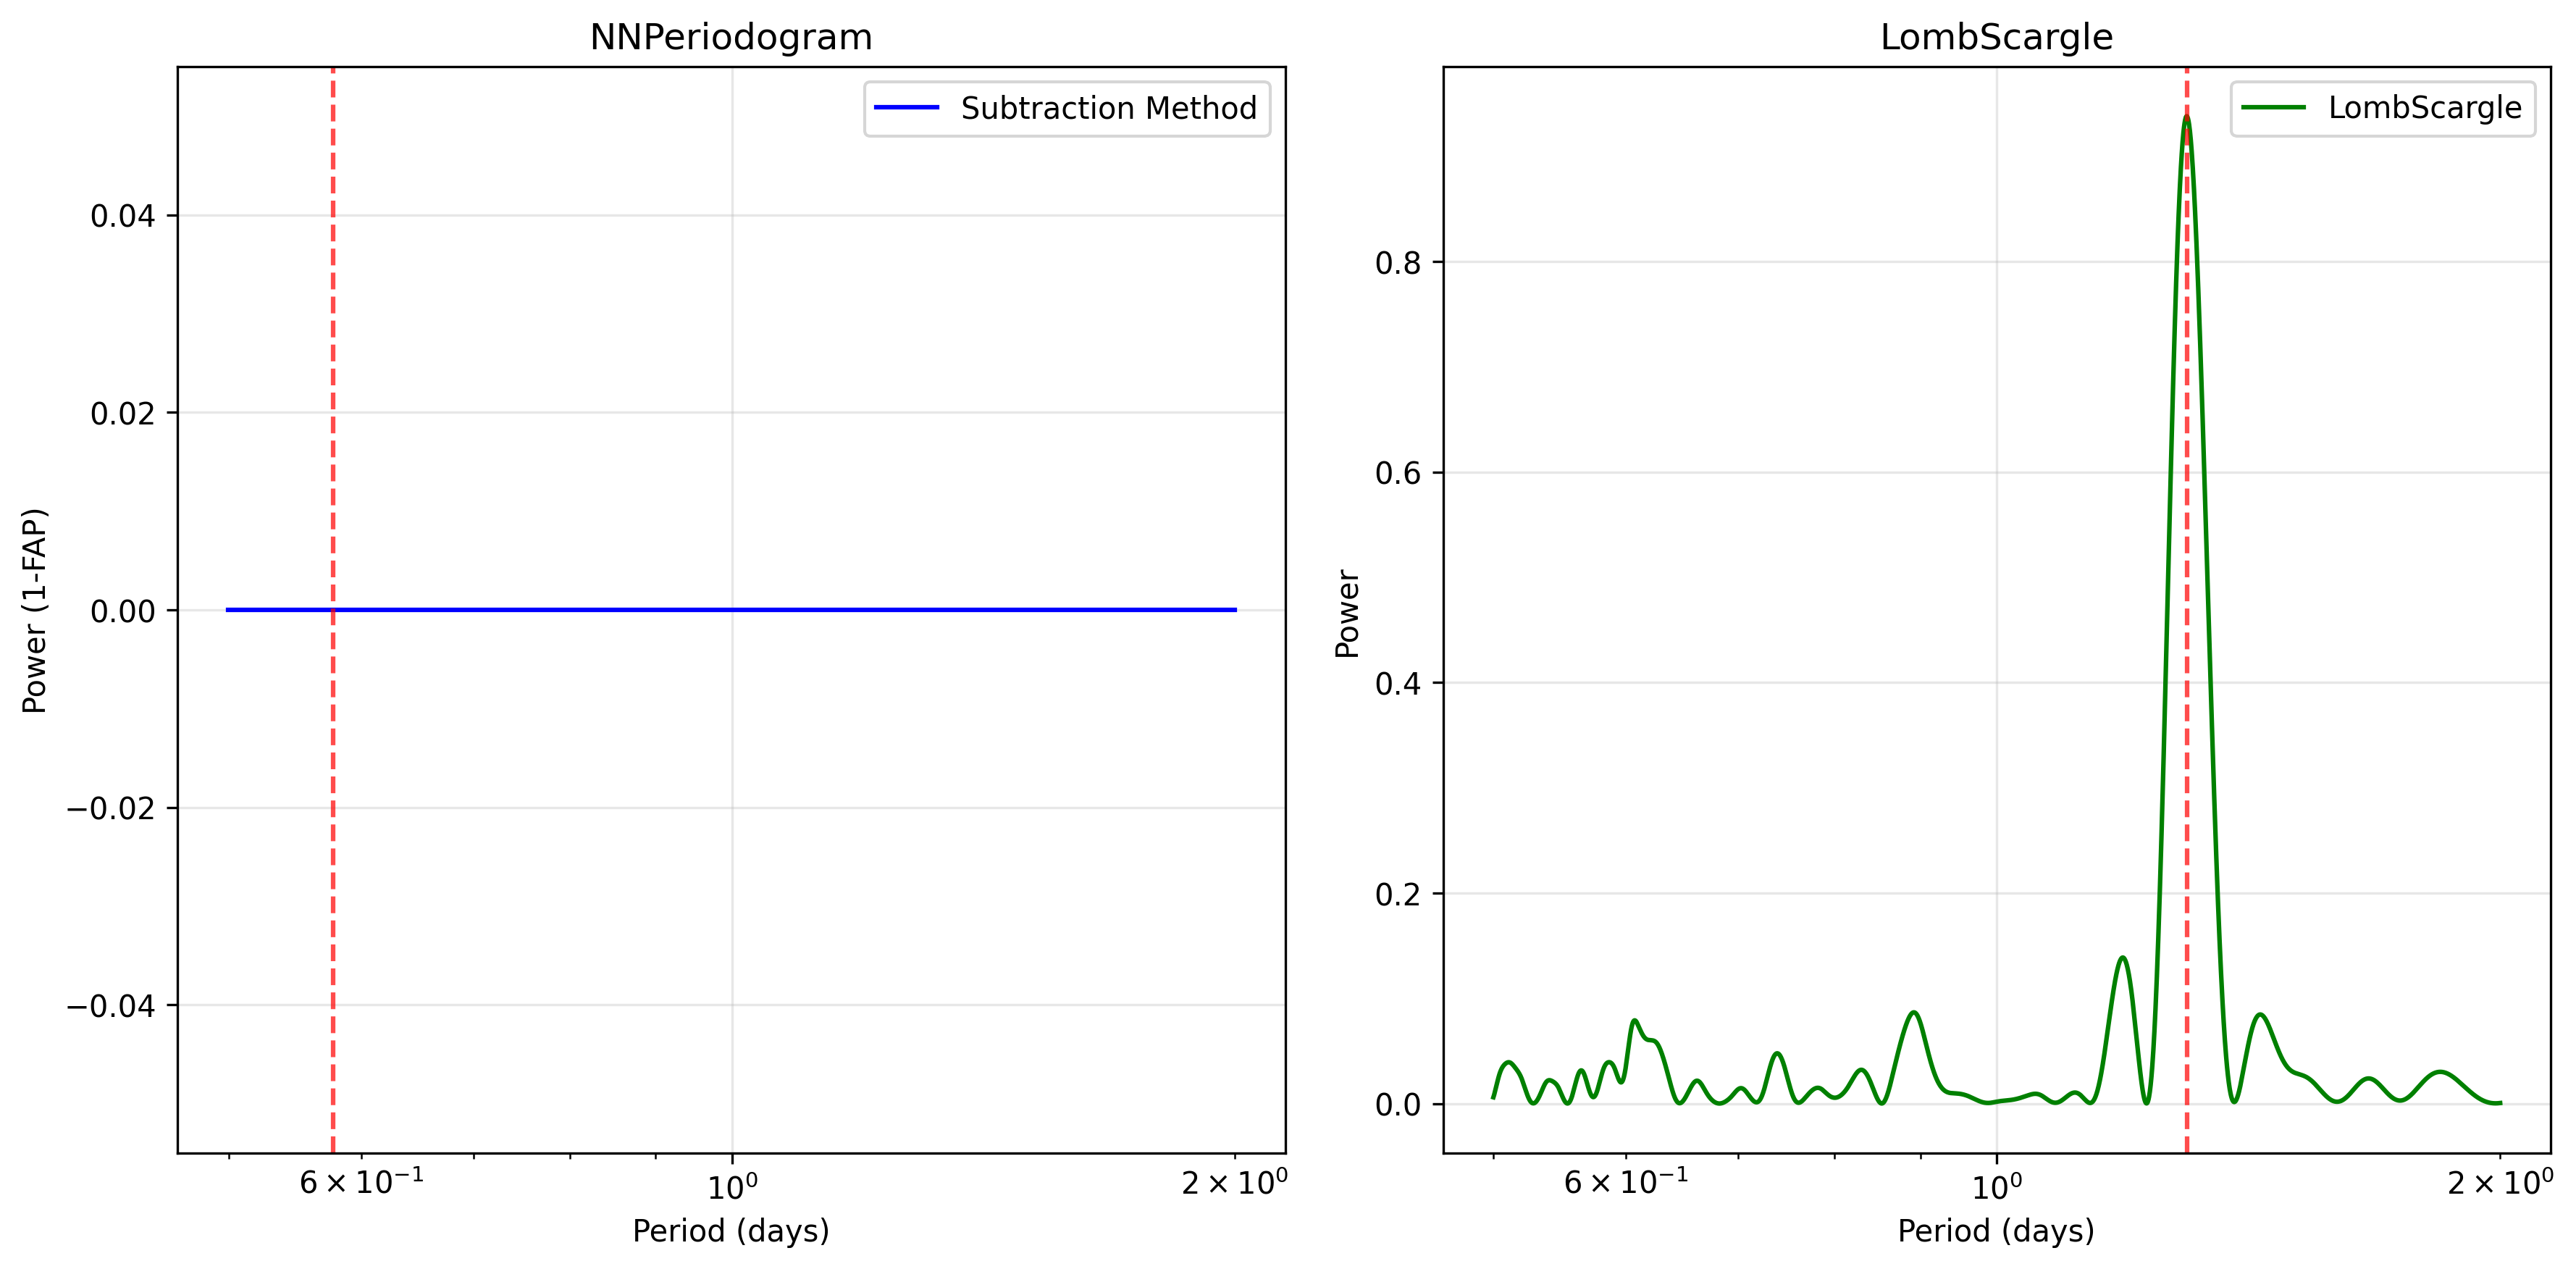 NNPeriodogram
Subtraction Method
0.04
0.02
0.00
−0.02
−0.04
Power (1-FAP)
6 × 10⁻¹
10⁰
2 × 10⁰
Period (days)
LombScargle
LombScargle
0.8
0.6
0.4
0.2
0.0
Power
6 × 10⁻¹
10⁰
2 × 10⁰
Period (days)